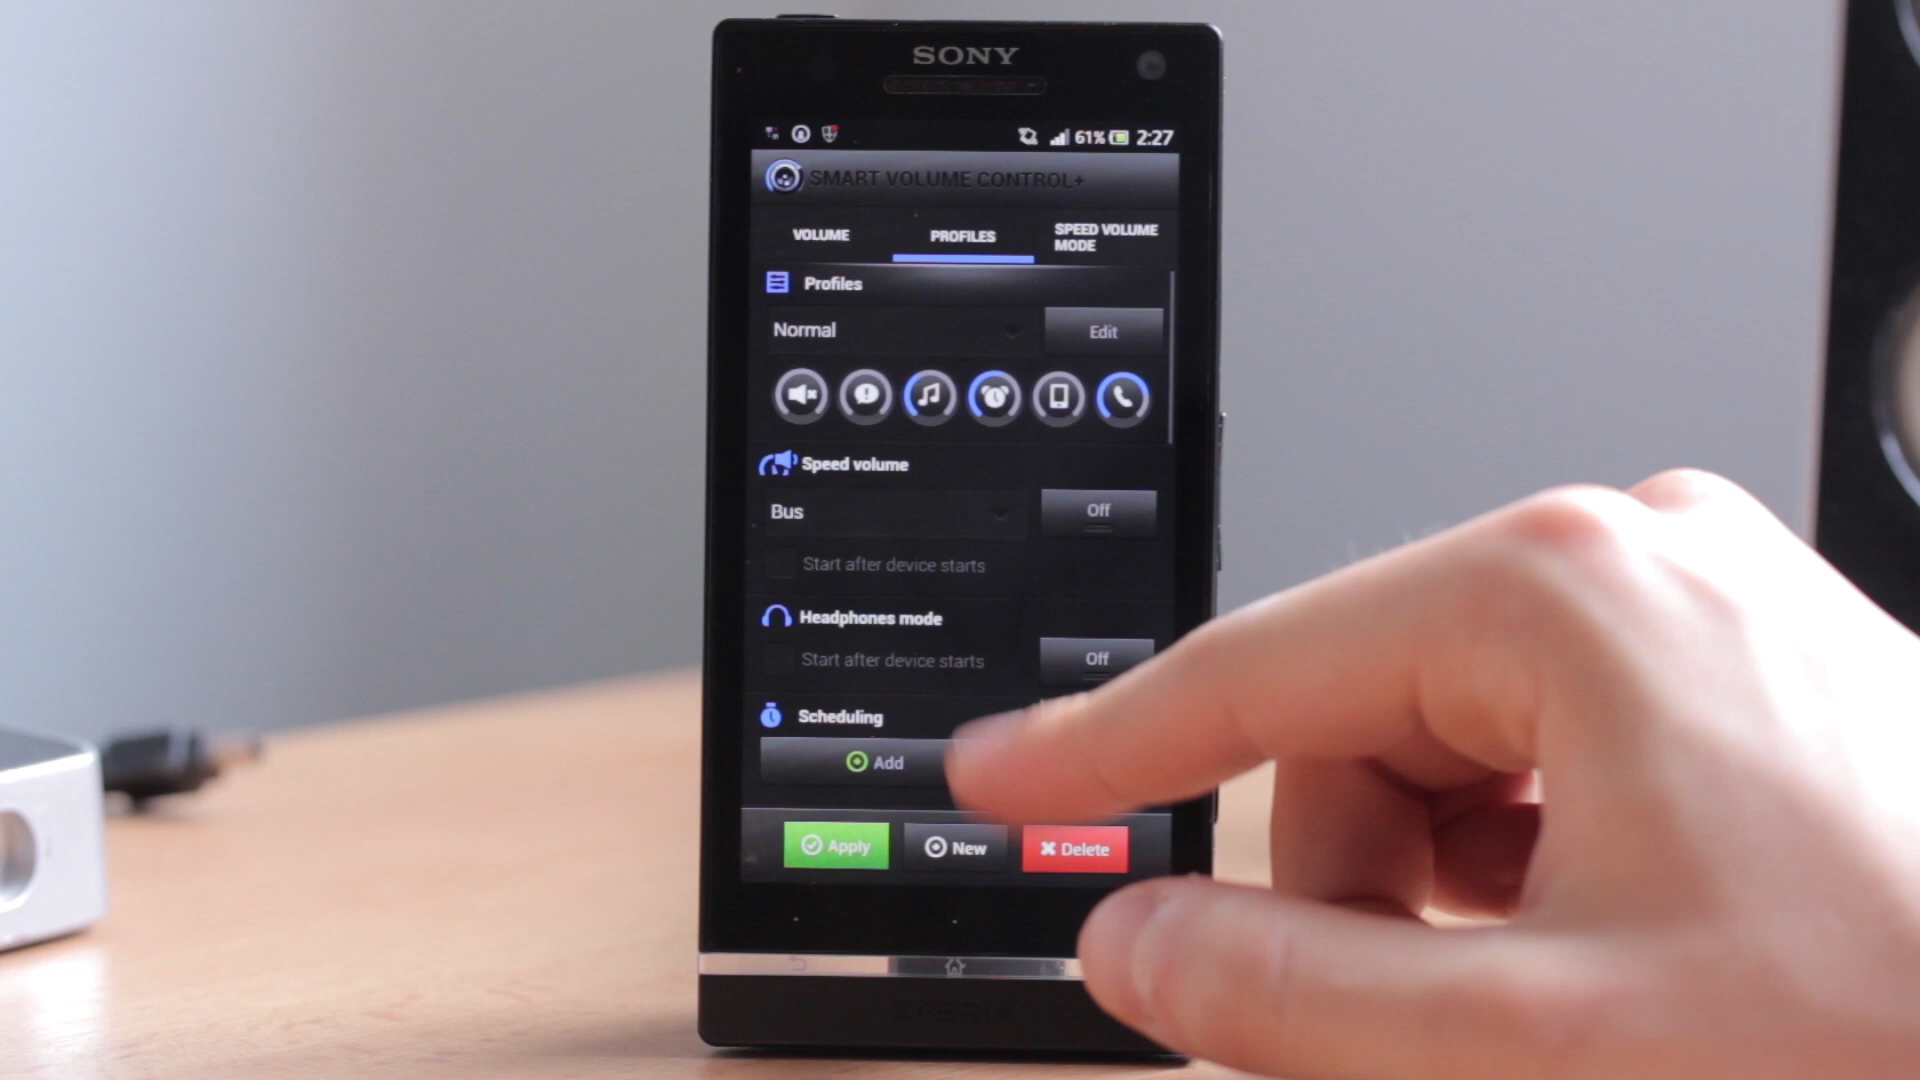 SONY
61% 2:27
SMART VOLUME CONTROL+
VOLUME
PROFILES
SPEED VOLUME
MODE
Profiles
Normal
Edit
Speed volume
Bus
Off
Start after device starts
Headphones mode
Start after device starts
Off
Scheduling
Add
Apply
New
Delete
XPERIA